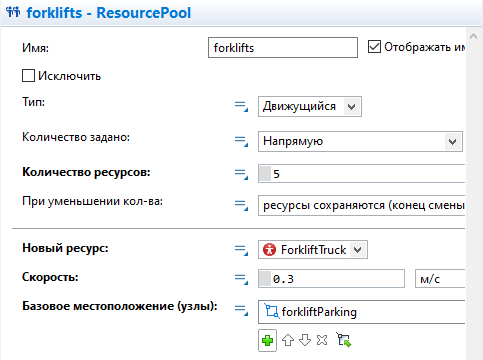 forklifts - ResourcePool
Имя: forklifts Отображать им
Исключить
Тип: Движущийся
Количество задано: Напрямую
Количество ресурсов: 5
При уменьшении кол-ва: ресурсы сохраняются (конец смены
Новый ресурс: ForkliftTruck
Скорость: 0.3 м/с
Базовое местоположение (узлы): forkliftParking